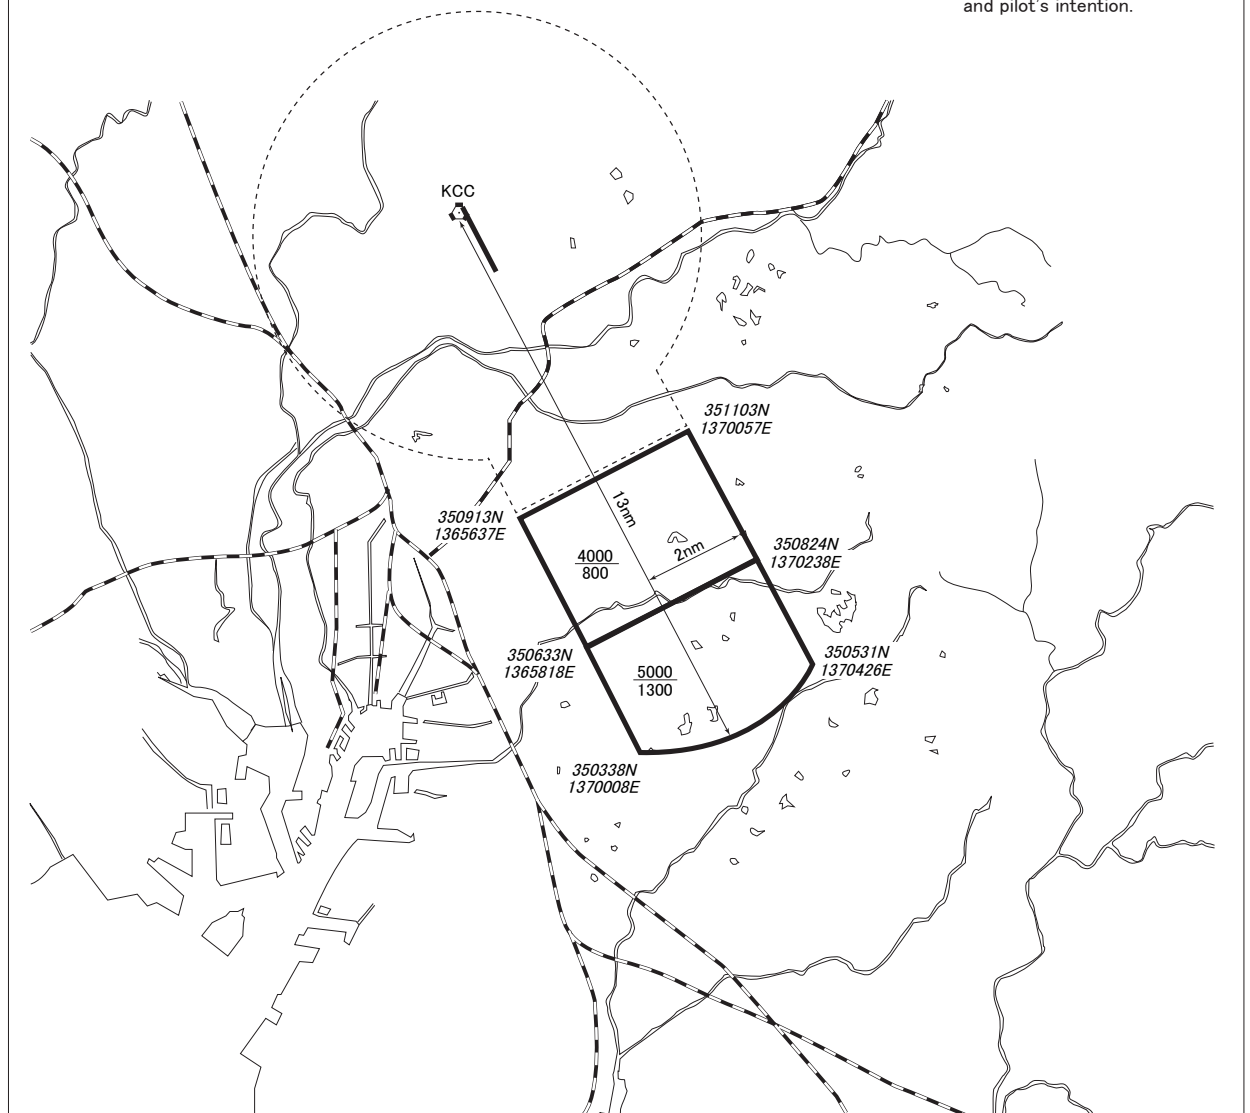 and pilot's intention.
KCC
351103N
1370057E
13nm
350913N
1365637E
2nm
350824N
1370238E
4000
800
350633N
1365818E
350531N
1370426E
5000
1300
350338N
1370008E